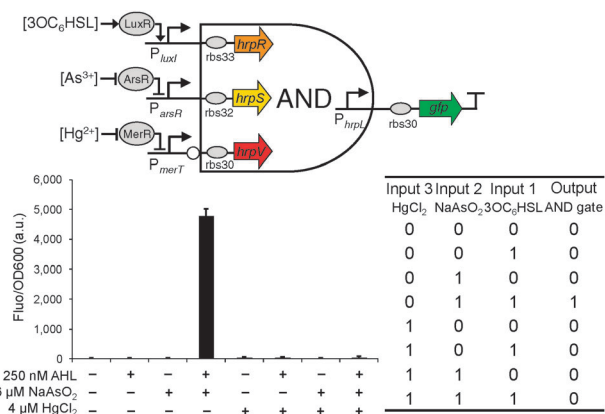 [3OC6HSL] LuxR hrpR
PluxI rbs33
[As3+] ArsR hrpS AND gfp
ParsR rbs32 PhrpL rbs30
[Hg2+] MerR hrpV
PmerT rbs30
Input 3 Input 2 Input 1 Output
HgCl2 NaAsO2 3OC6HSL AND gate
0 0 0 0
0 0 1 0
0 1 0 0
0 1 1 1
1 0 0 0
1 0 1 0
1 1 0 0
1 1 1 0
Fluo/OD600 (a.u.)
6,000
5,000
4,000
3,000
2,000
1,000
0
250 nM AHL – + – + – + – +
µM NaAsO2 – – + + – – + +
4 µM HgCl2 – – – – + + + +